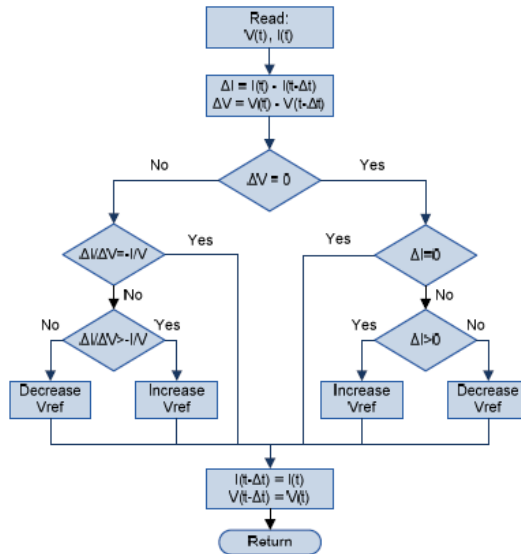 Read:
V(t), I(t)
ΔI = I(t) - I(t-Δt)
ΔV = V(t) - V(t-Δt)
No
Yes
ΔV = 0
ΔI/ΔV=-I/V
Yes
Yes
ΔI=0
No
No
No
ΔI/ΔV>-I/V
Yes
Yes
ΔI>0
No
Decrease
Vref
Increase
Vref
Increase
Vref
Decrease
Vref
I(t-Δt) = I(t)
V(t-Δt) = V(t)
Return